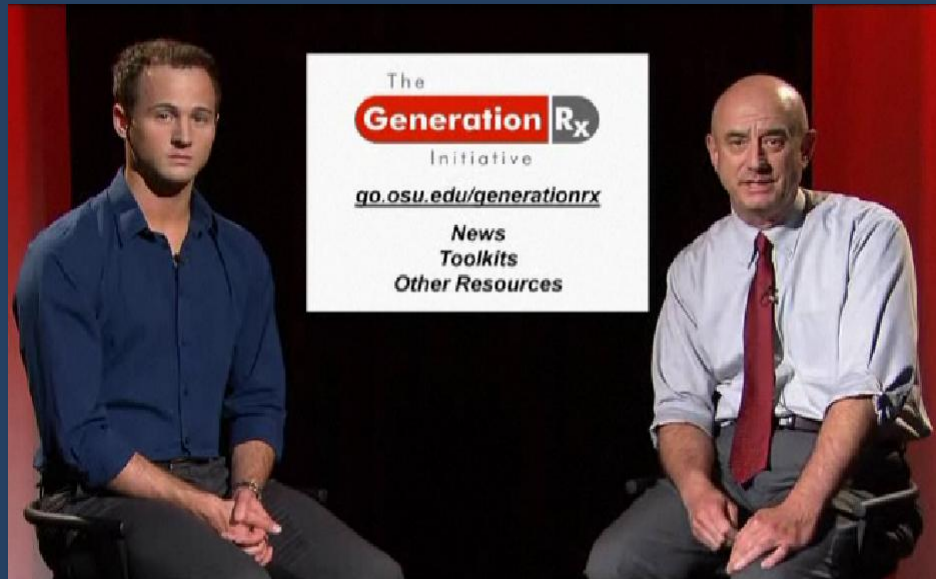 The
Generation Rx
Initiative
go.osu.edu/generationrx
News
Toolkits
Other Resources